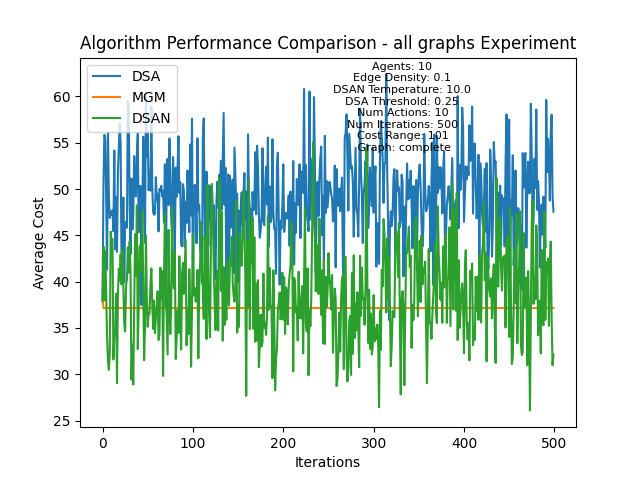 Algorithm Performance Comparison - all graphs Experiment
DSA
MGM
DSAN
Agents: 10
Edge Density: 0.1
DSAN Temperature: 10.0
DSA Threshold: 0.25
Num Actions: 10
Num Iterations: 500
Cost Range: 101
Graph: complete
Average Cost
60
55
50
45
40
35
30
25
0 100 200 300 400 500
Iterations